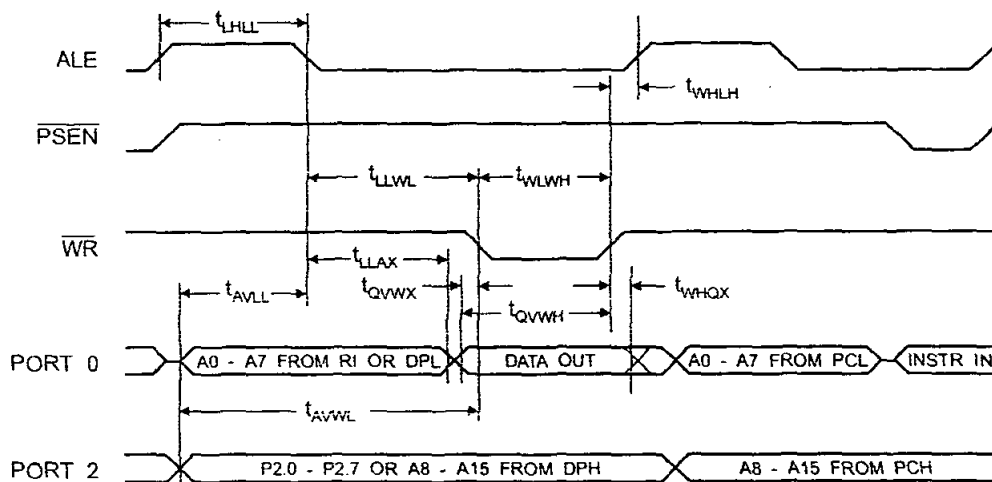 tLHLL
ALE
tWHLH
PSEN
tLLWL
tWLWH
WR
tLLAX
tAVLL
tQVWX
tWHQX
tQVWH
PORT 0
A0 - A7 FROM RI OR DPL
DATA OUT
A0 - A7 FROM PCL
INSTR IN
tAVWL
PORT 2
P2.0 - P2.7 OR A8 - A15 FROM DPH
A8 - A15 FROM PCH